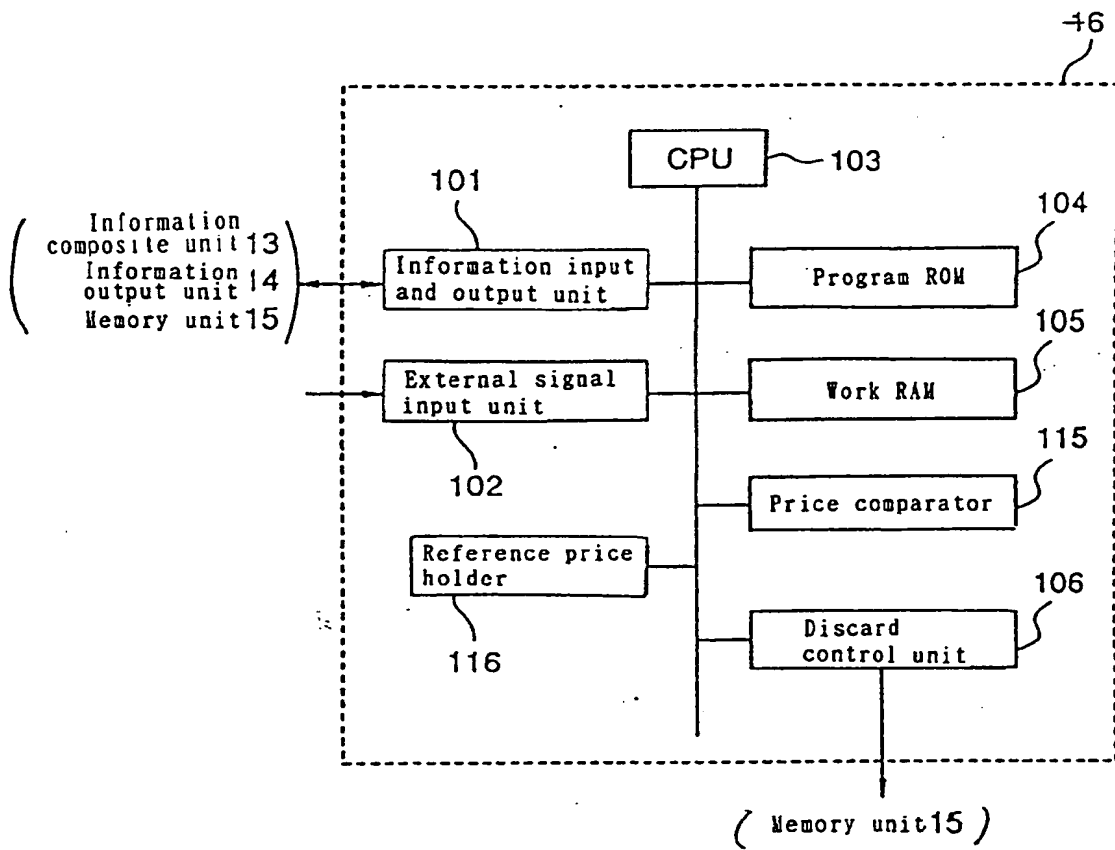 16
CPU
103
101
Information
composite unit 13
Information
output unit 14
Memory unit 15
Information input
and output unit
104
Program ROM
105
External signal
input unit
Work RAM
102
115
Price comparator
Reference price
holder
116
106
Discard
control unit
( Memory unit 15 )